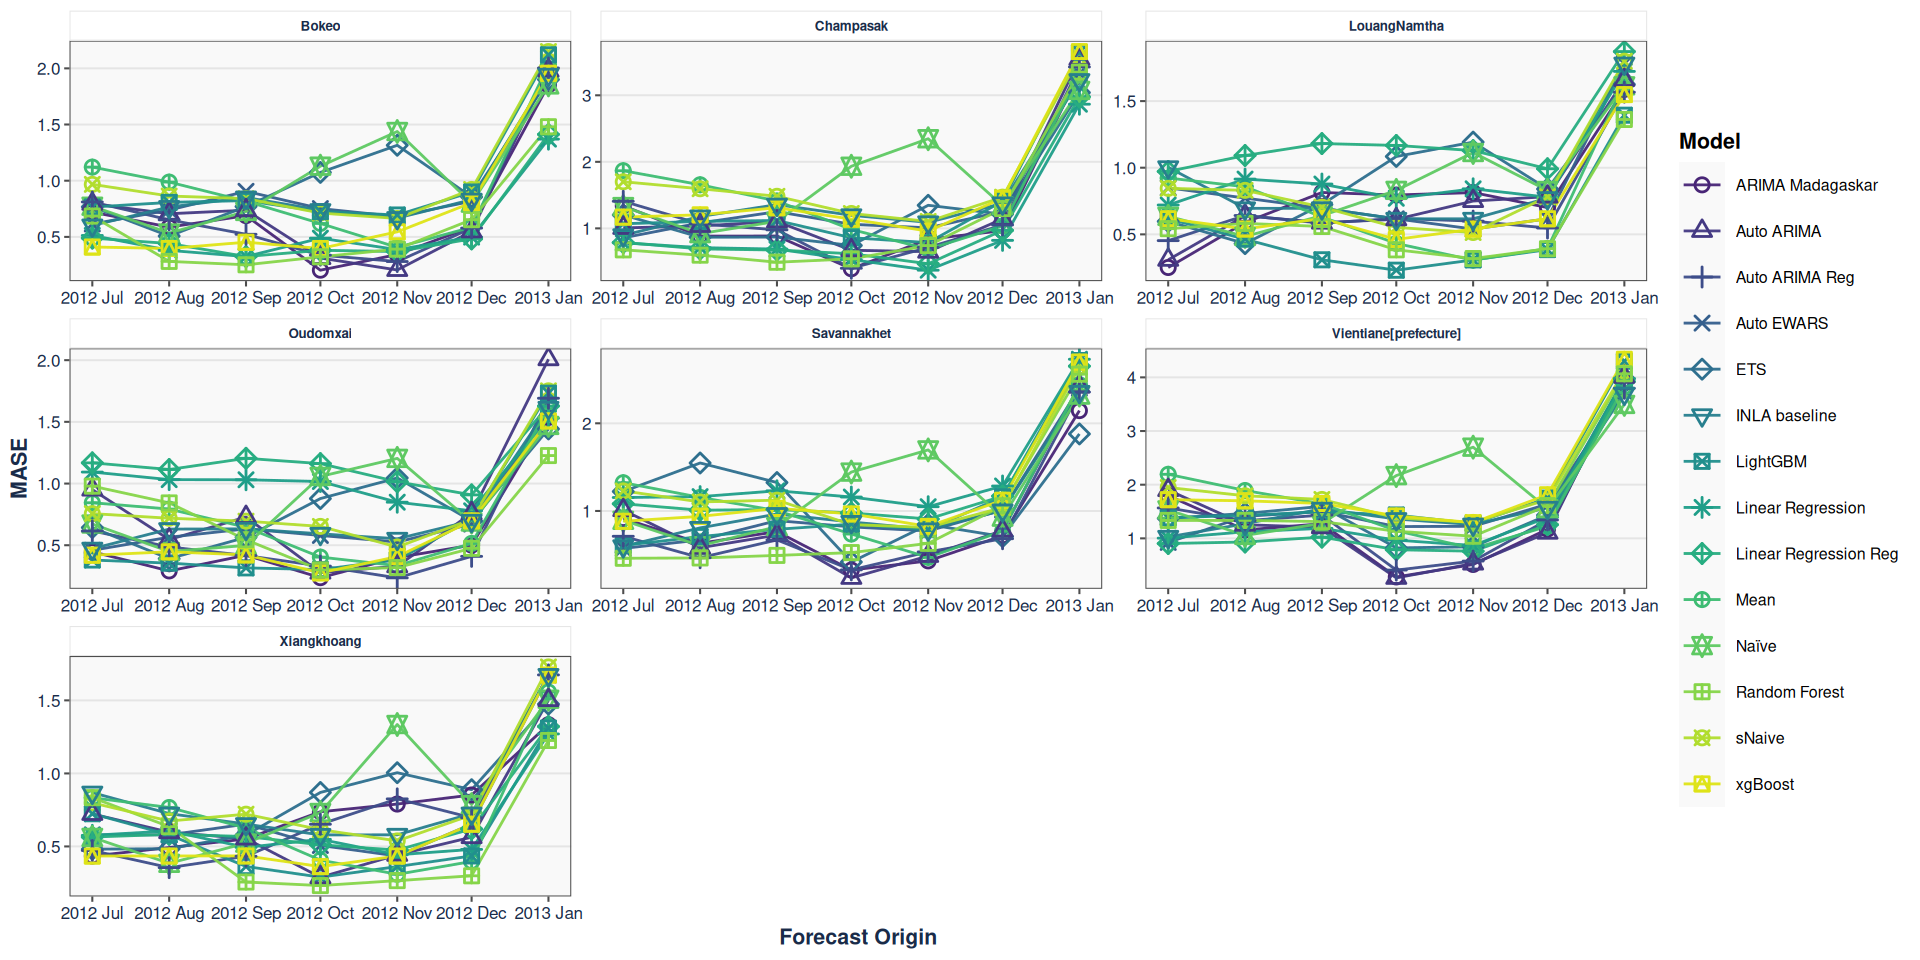 Bokeo
Champasak
LouangNamtha
2.0
1.5
1.0
0.5
3
2
1
1.5
1.0
0.5
2012 Jul 2012 Aug 2012 Sep 2012 Oct 2012 Nov 2012 Dec 2013 Jan
2012 Jul 2012 Aug 2012 Sep 2012 Oct 2012 Nov 2012 Dec 2013 Jan
2012 Jul 2012 Aug 2012 Sep 2012 Oct 2012 Nov 2012 Dec 2013 Jan
Oudomxai
Savannakhet
Vientiane[prefecture]
2.0
1.5
1.0
0.5
2
1
4
3
2
1
2012 Jul 2012 Aug 2012 Sep 2012 Oct 2012 Nov 2012 Dec 2013 Jan
2012 Jul 2012 Aug 2012 Sep 2012 Oct 2012 Nov 2012 Dec 2013 Jan
2012 Jul 2012 Aug 2012 Sep 2012 Oct 2012 Nov 2012 Dec 2013 Jan
Xiangkhoang
1.5
1.0
0.5
2012 Jul 2012 Aug 2012 Sep 2012 Oct 2012 Nov 2012 Dec 2013 Jan
MASE
Forecast Origin
Model
ARIMA Madagaskar
Auto ARIMA
Auto ARIMA Reg
Auto EWARS
ETS
INLA baseline
LightGBM
Linear Regression
Linear Regression Reg
Mean
Naïve
Random Forest
sNaive
xgBoost